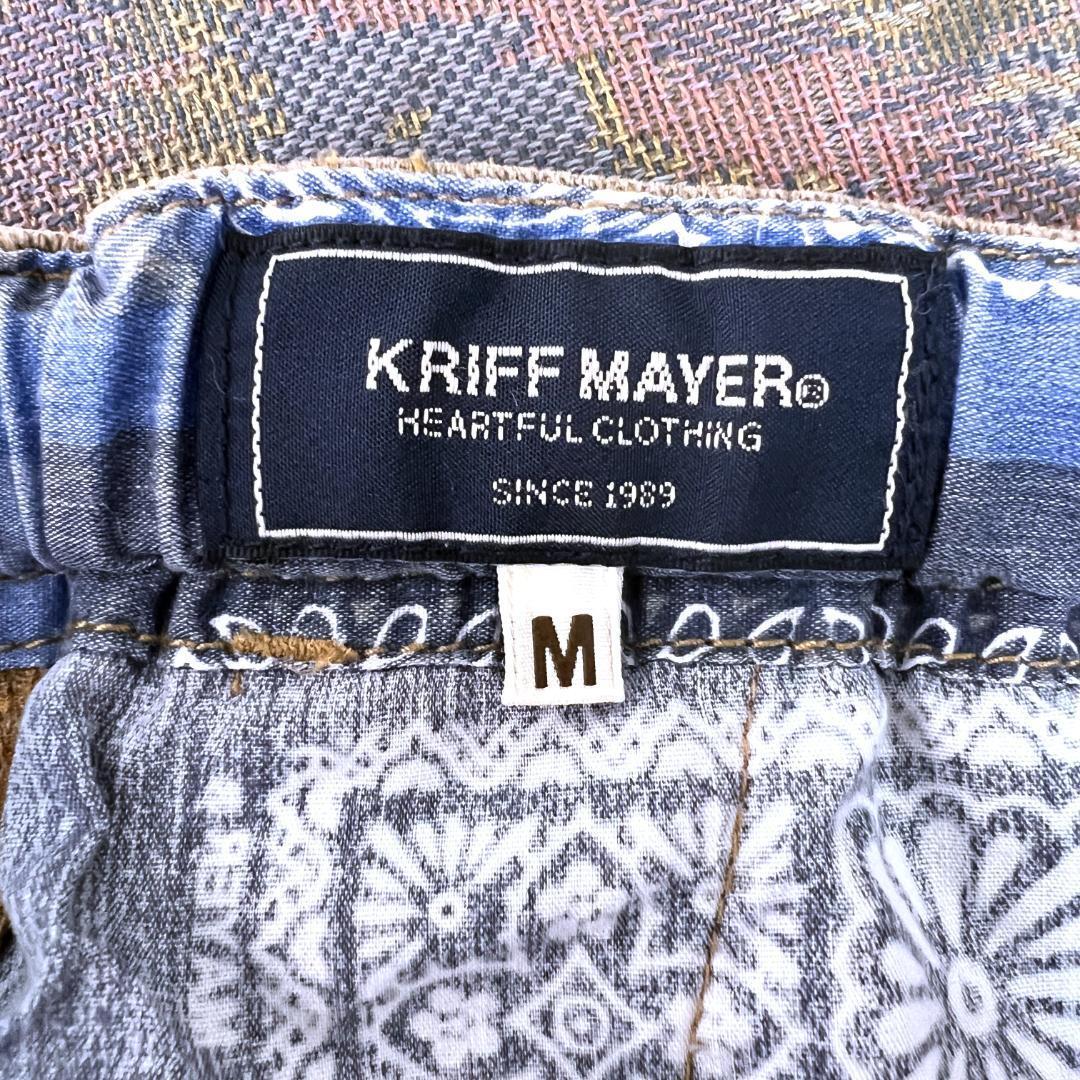 KRIFF MAYER®
HEARTFUL CLOTHING
SINCE 1989
M